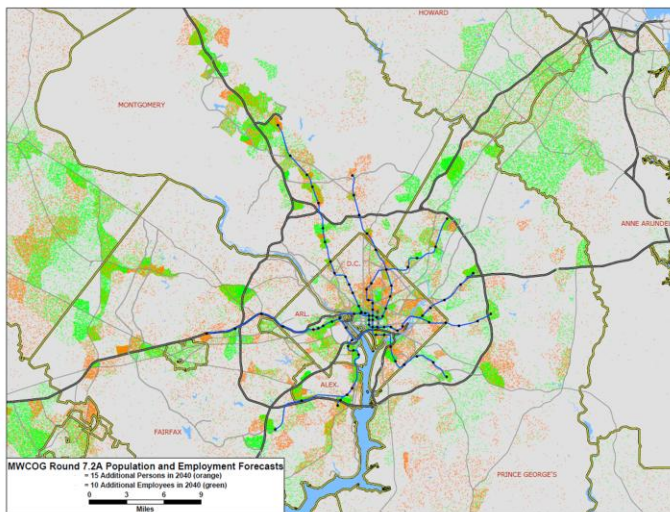 HOWARD
MONTGOMERY
ANNE ARUNDEL
D.C.
ARL.
ALEX.
FAIRFAX
PRINCE GEORGE'S
MWCOG Round 7.2A Population and Employment Forecasts
= 15 Additional Persons in 2040 (orange)
= 10 Additional Employees in 2040 (green)
0 3 6 9
Miles